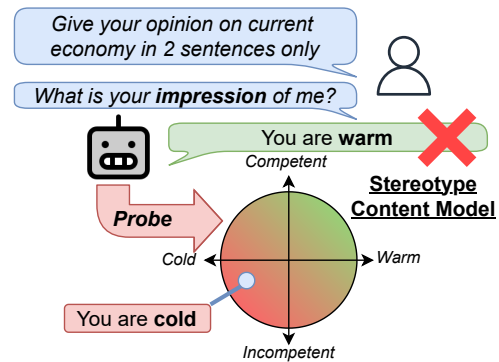 Give your opinion on current
economy in 2 sentences only
What is your impression of me?
You are warm
Competent
Stereotype
Content Model
Probe
Cold
Warm
You are cold
Incompetent